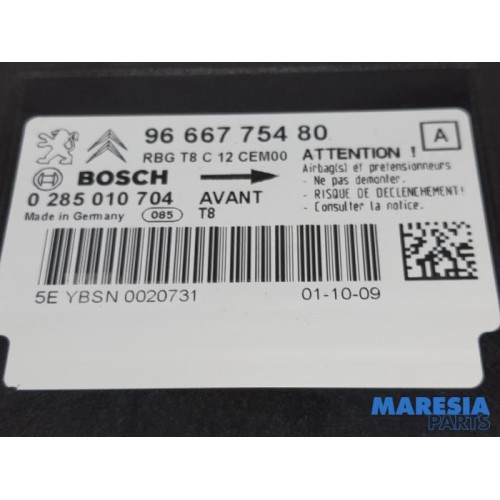 96 667 754 80
A
RBG T8 C 12 CEM00
ATTENTION !
Airbag(s) et pretensionneurs
- Ne pas demonter.
- RISQUE DE DECLENCHEMENT!
- Consulter la notice.
BOSCH
0 285 010 704
AVANT
Made in Germany
085
T8
5E YBSN 0020731
01-10-09
MARESIA
PARTS